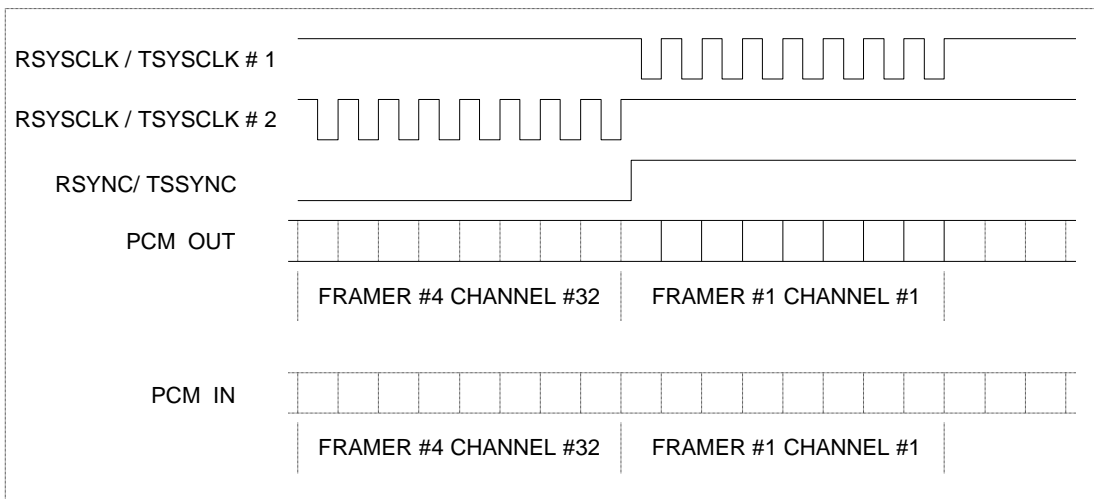 RSYSCLK / TSYSCLK # 1
RSYSCLK / TSYSCLK # 2
RSYNC/ TSSYNC
PCM OUT
FRAMER #4 CHANNEL #32 FRAMER #1 CHANNEL #1
PCM IN
FRAMER #4 CHANNEL #32 FRAMER #1 CHANNEL #1